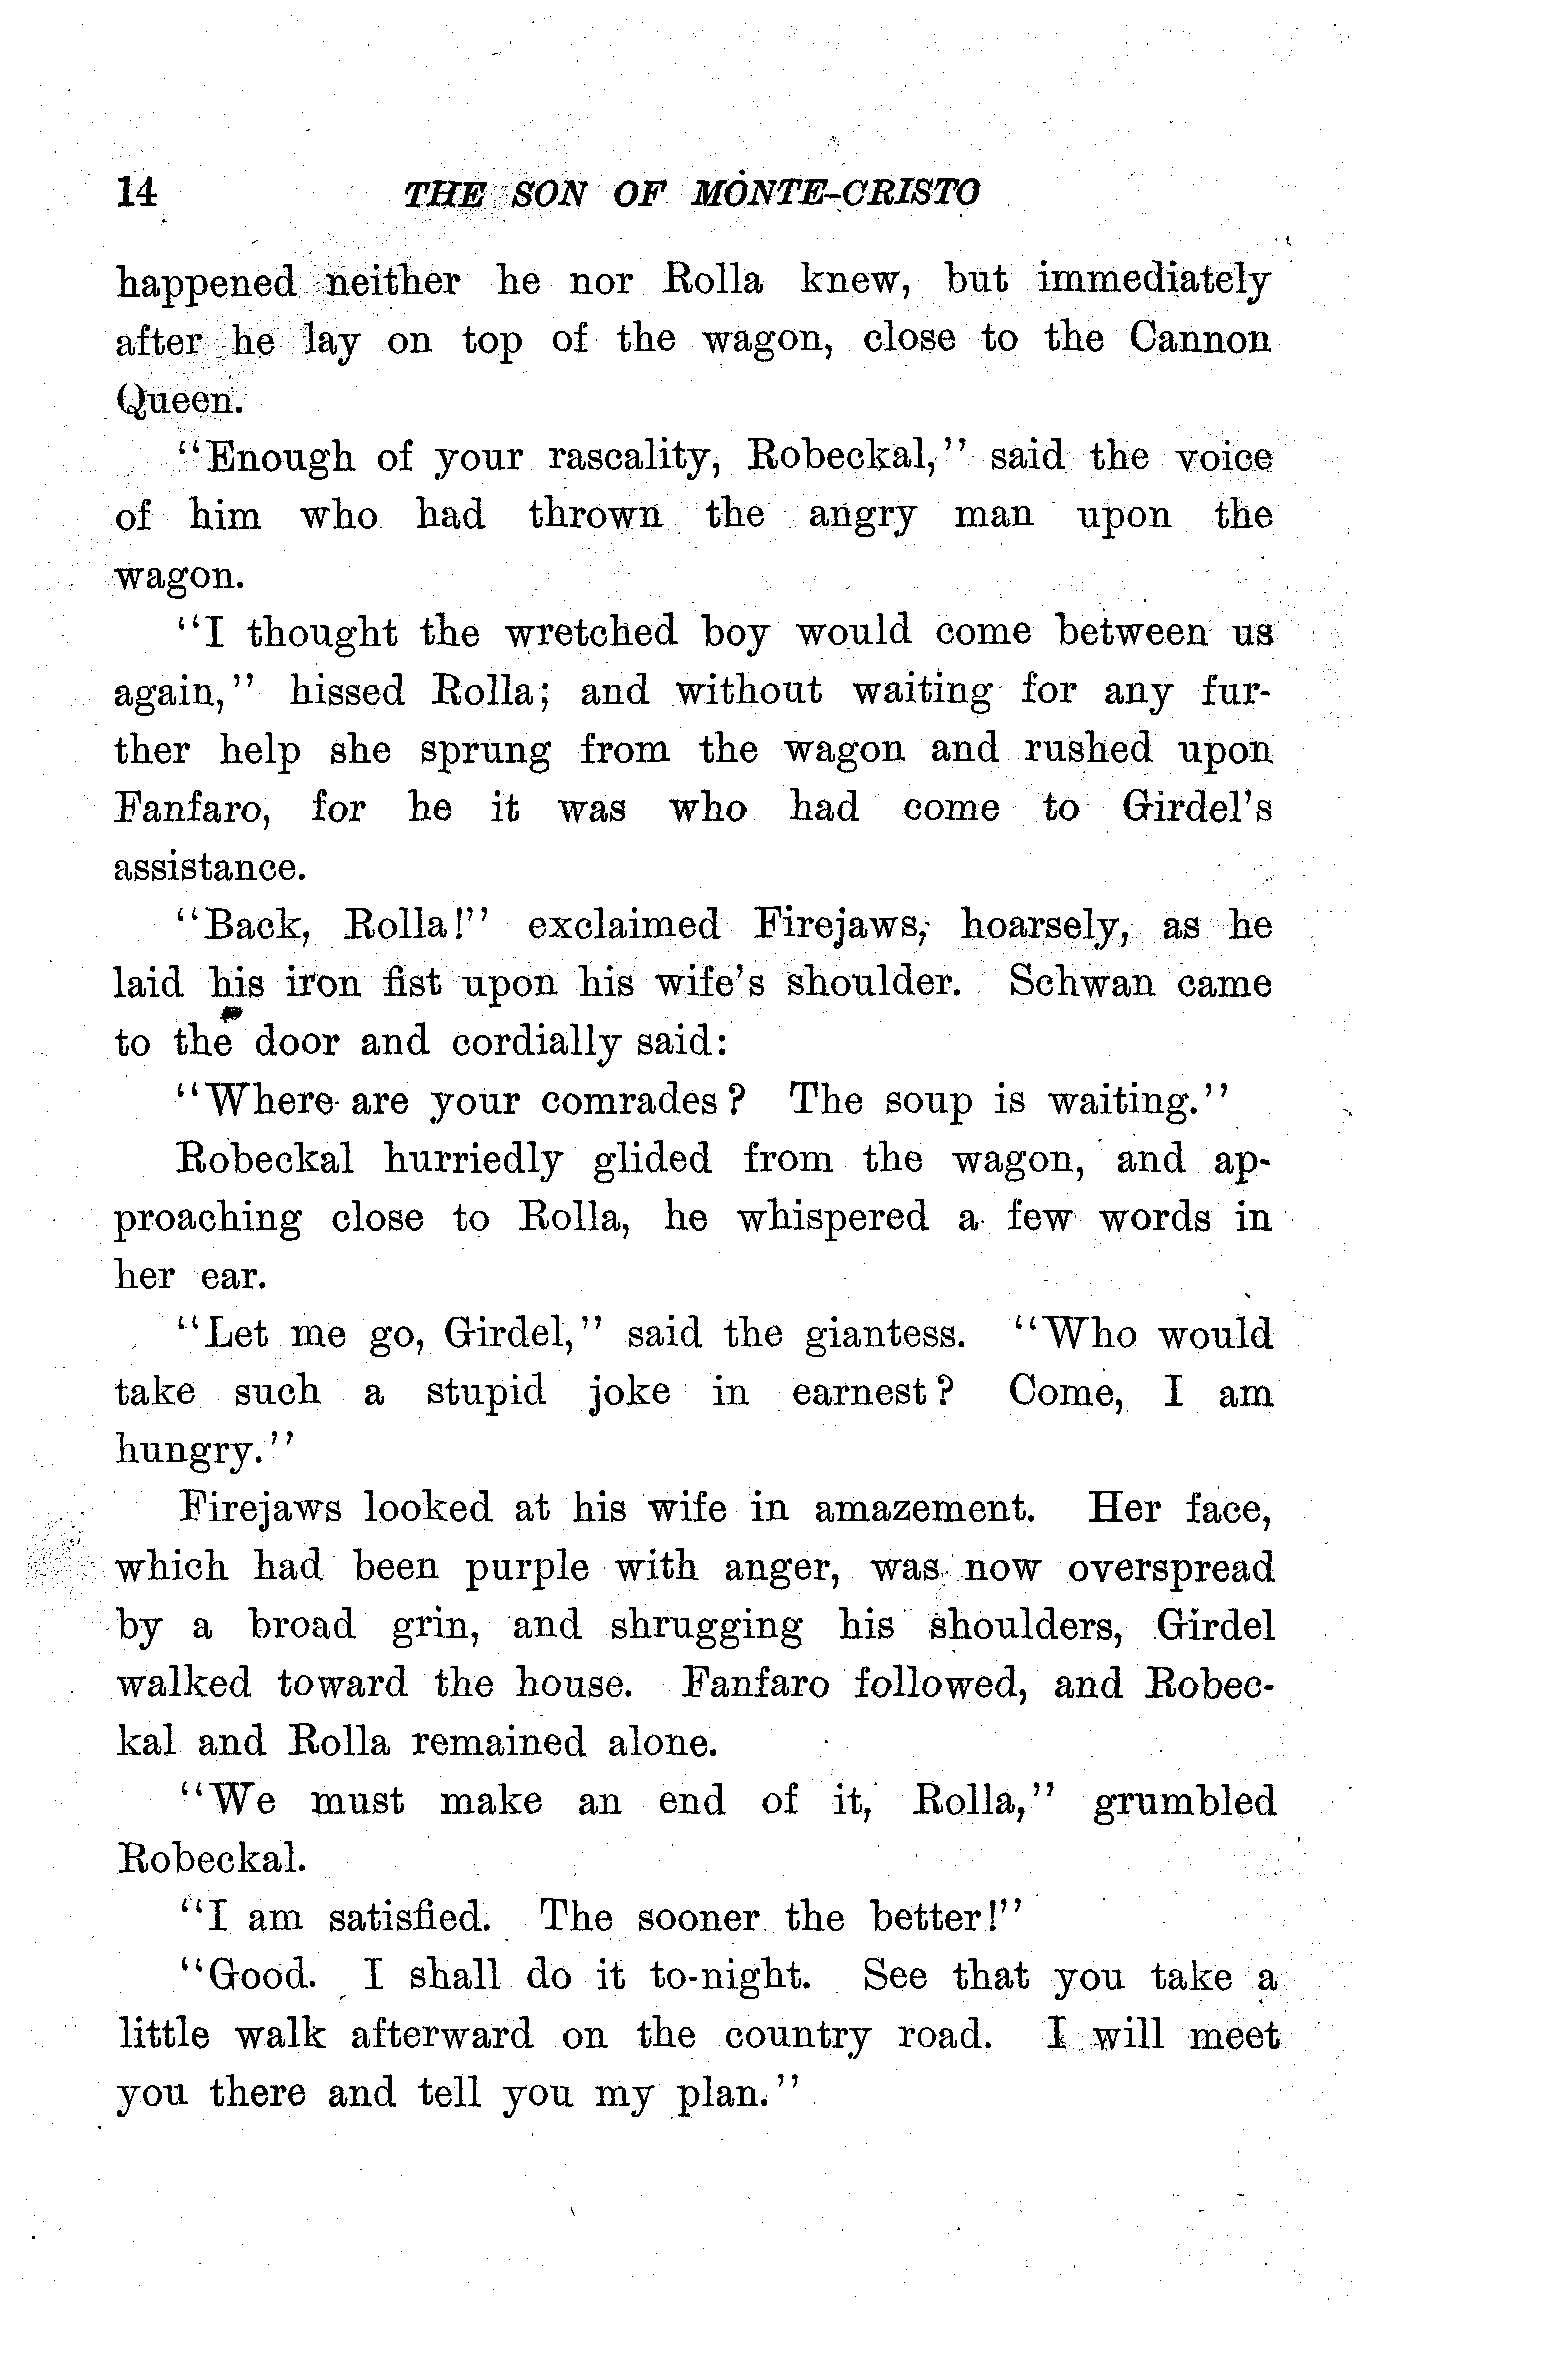 14 THE SON OF MONTE-CRISTO
happened neither he nor Rolla knew, but immediately
after he lay on top of the wagon, close to the Cannon
Queen.
"Enough of your rascality, Robeckal," said the voice
of him who had thrown the angry man upon the
wagon.
"I thought the wretched boy would come between us
again," hissed Rolla; and without waiting for any fur-
ther help she sprung from the wagon and rushed upon
Fanfaro, for he it was who had come to Girdel's
assistance.
"Back, Rolla!" exclaimed Firejaws, hoarsely, as he
laid his iron fist upon his wife's shoulder. Schwan came
to the door and cordially said:
"Where are your comrades? The soup is waiting."
Robeckal hurriedly glided from the wagon, and ap-
proaching close to Rolla, he whispered a few words in
her ear.
"Let me go, Girdel," said the giantess. "Who would
take such a stupid joke in earnest? Come, I am
hungry."
Firejaws looked at his wife in amazement. Her face,
which had been purple with anger, was now overspread
by a broad grin, and shrugging his shoulders, Girdel
walked toward the house. Fanfaro followed, and Robec-
kal and Rolla remained alone.
"We must make an end of it, Rolla," grumbled
Robeckal.
"I am satisfied. The sooner the better!"
"Good. I shall do it to-night. See that you take a
little walk afterward on the country road. I will meet
you there and tell you my plan."